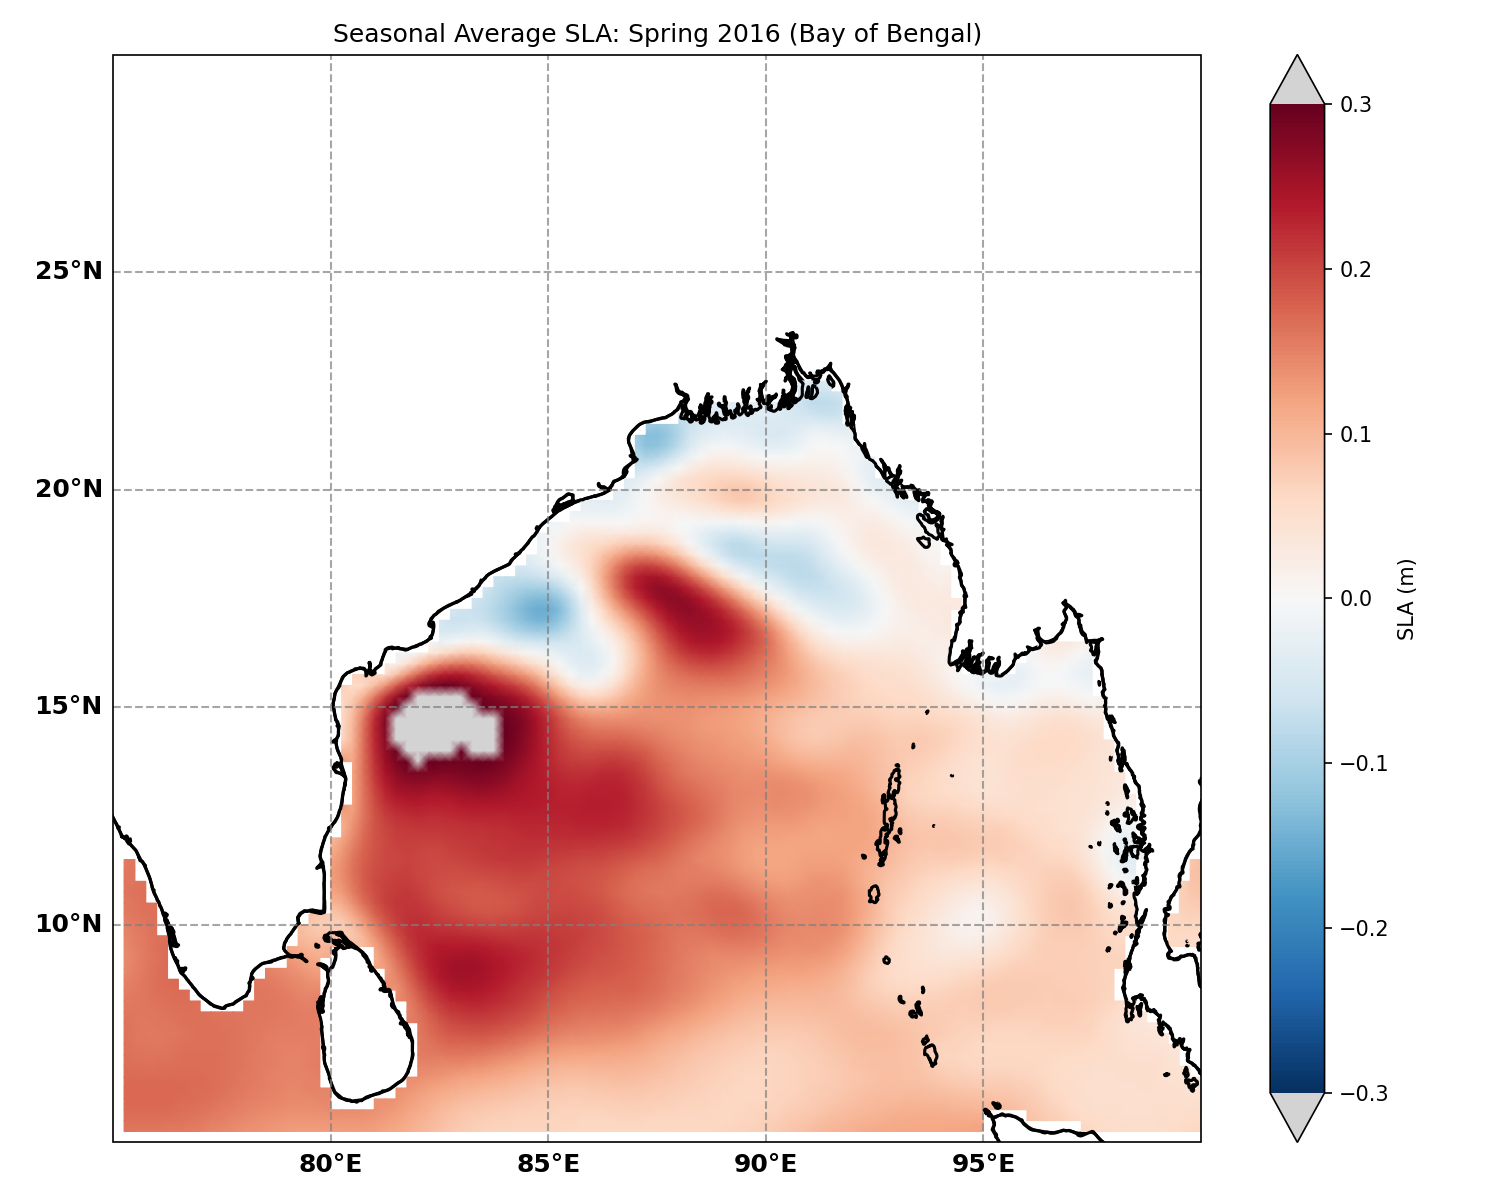 Seasonal Average SLA: Spring 2016 (Bay of Bengal)
25°N
20°N
15°N
10°N
80°E
85°E
90°E
95°E
0.3
0.2
0.1
0.0
−0.1
−0.2
−0.3
SLA (m)